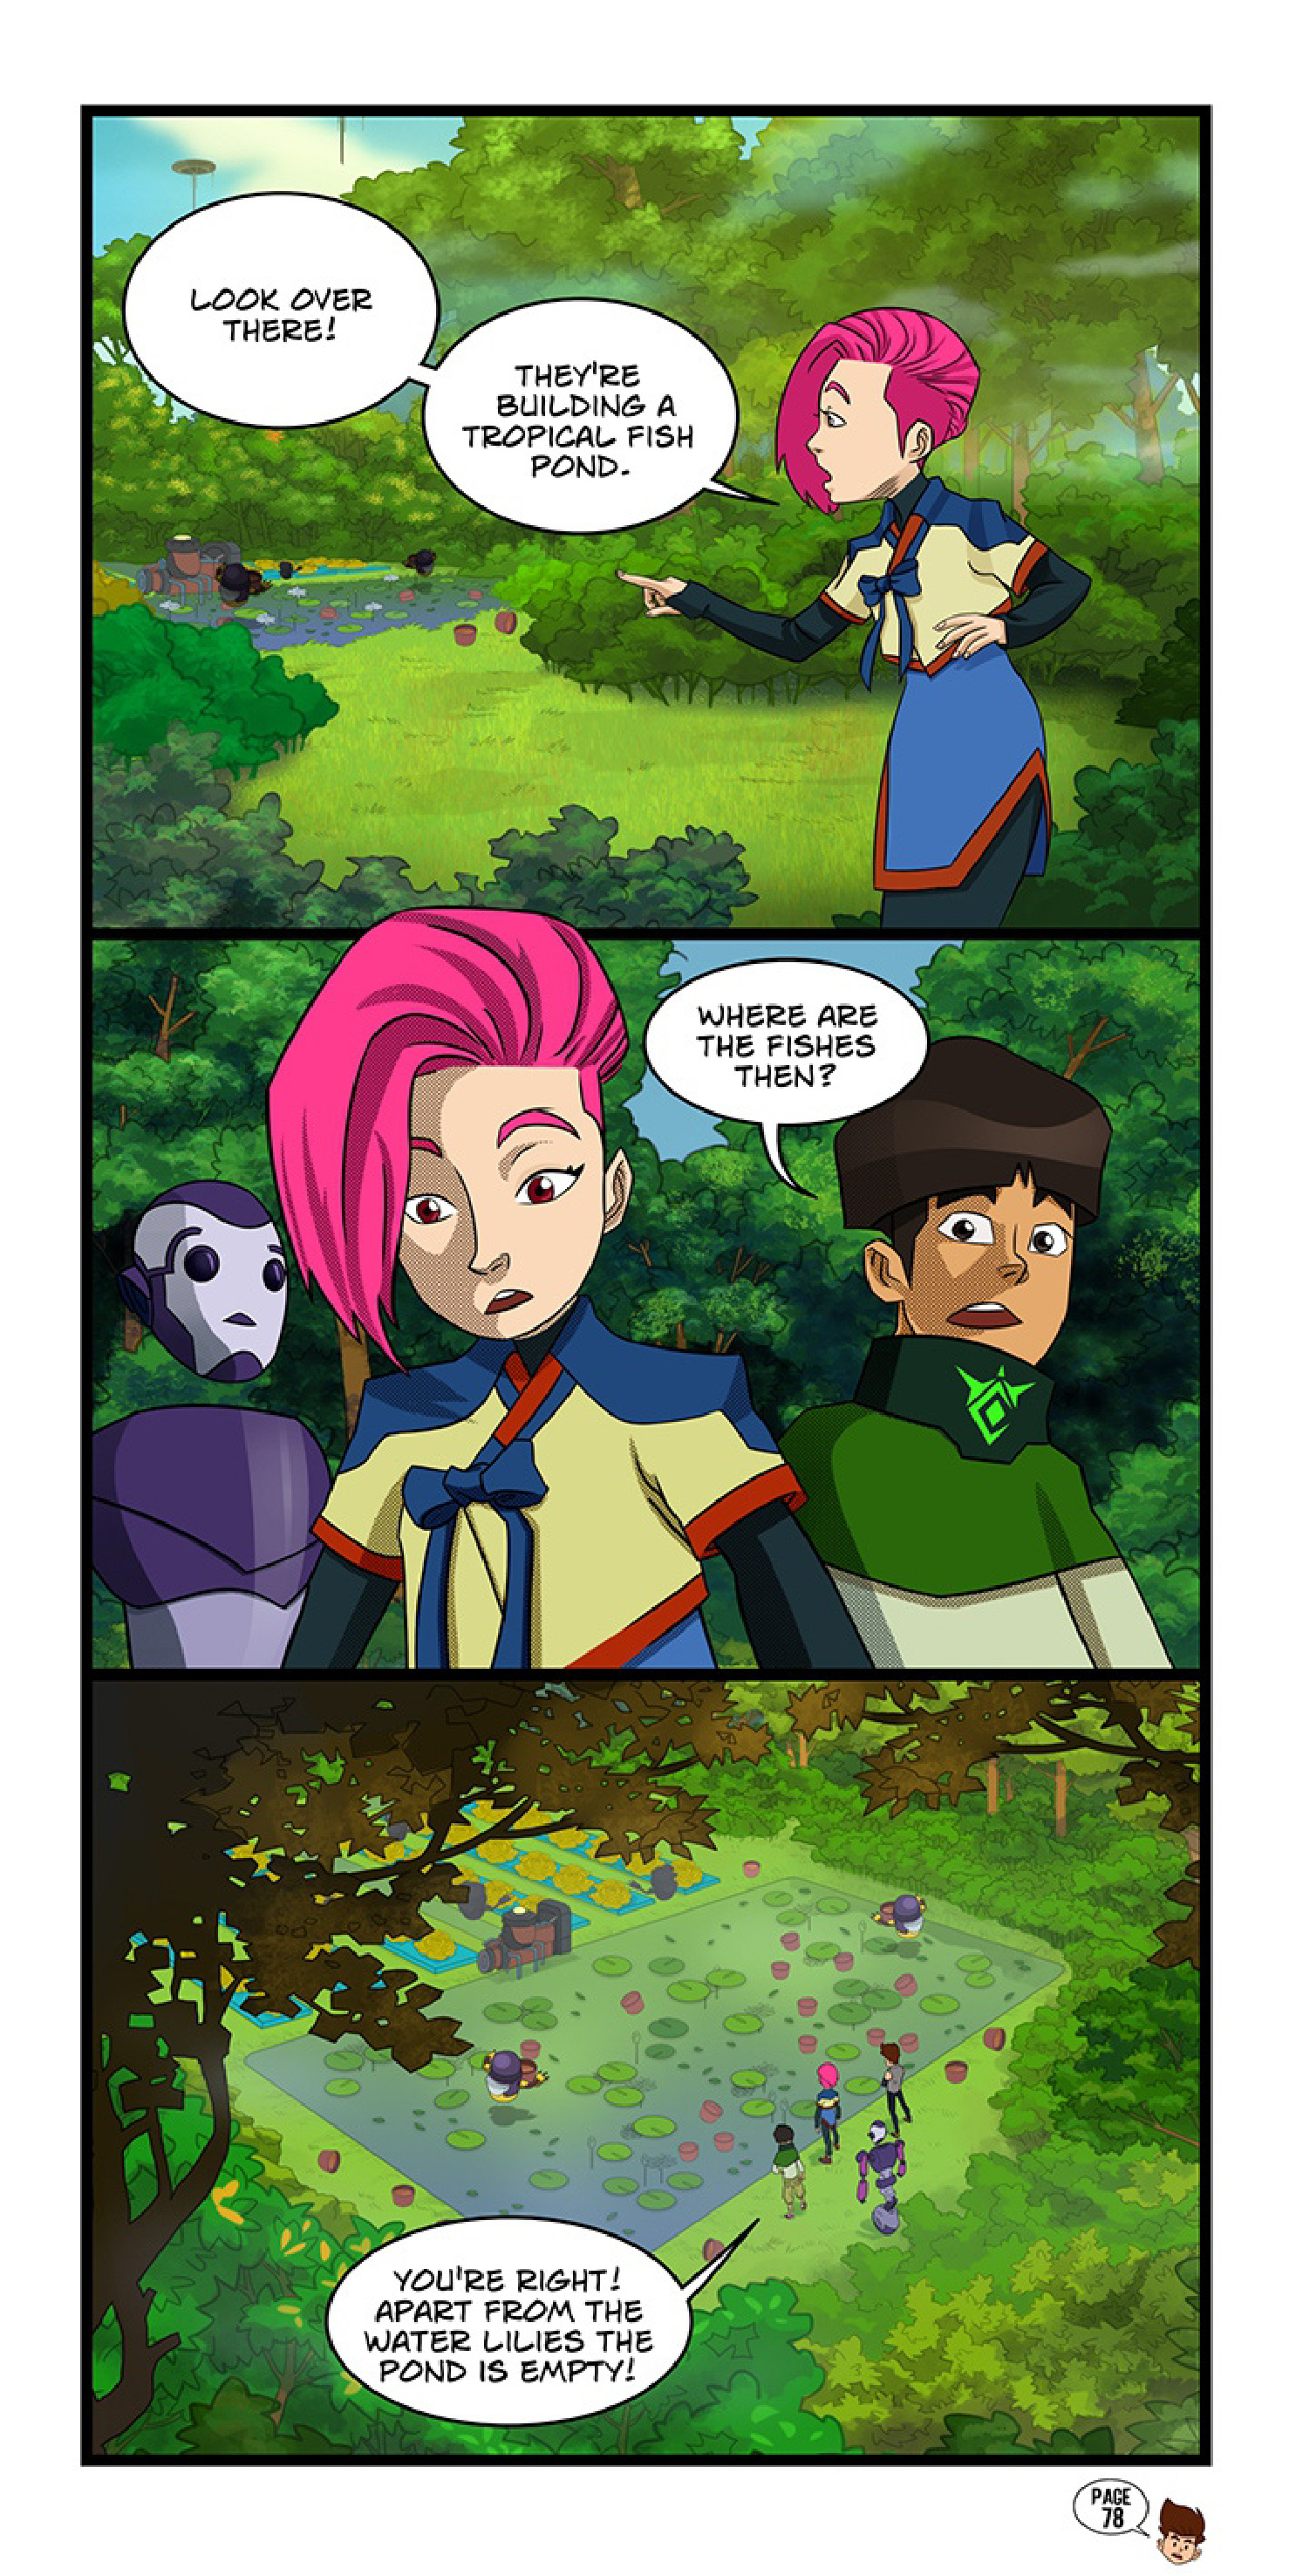 LOOK OVER
THERE!
THEY'RE
BUILDING A
TROPICAL FISH
POND.
WHERE ARE
THE FISHES
THEN?
YOU'RE RIGHT!
APART FROM THE
WATER LILIES THE
POND IS EMPTY!
PAGE
78